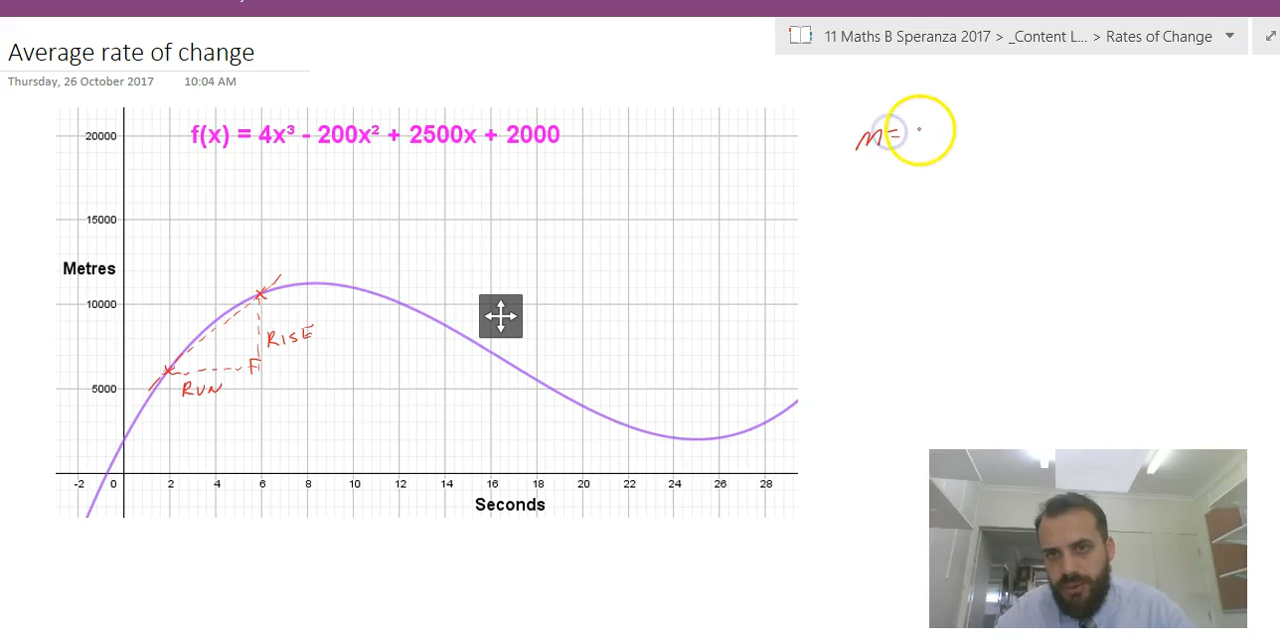 11 Maths B Speranza 2017 > _Content L... > Rates of Change
Average rate of change
Thursday, 26 October 2017 10:04 AM
f(x) = 4x³ - 200x² + 2500x + 2000
m=
20000
15000
Metres
10000
RISE
5000
RUN
-2 0 2 4 6 8 10 12 14 16 18 20 22 24 26 28
Seconds